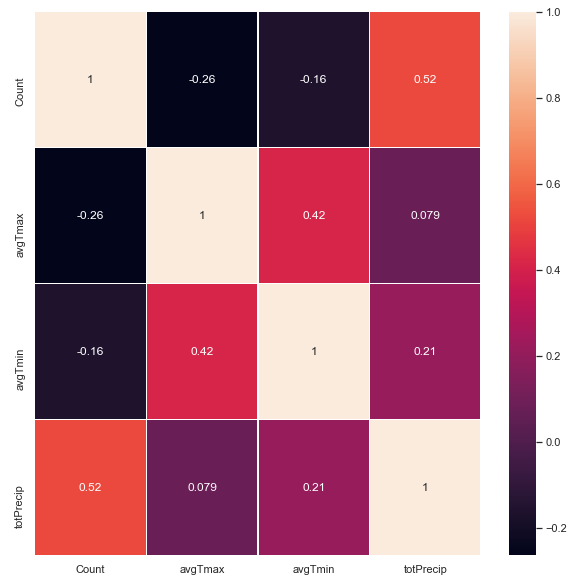 Count 1 -0.26 -0.16 0.52
avgTmax -0.26 1 0.42 0.079
avgTmin -0.16 0.42 1 0.21
totPrecip 0.52 0.079 0.21 1
Count avgTmax avgTmin totPrecip
1.0
0.8
0.6
0.4
0.2
0.0
−0.2